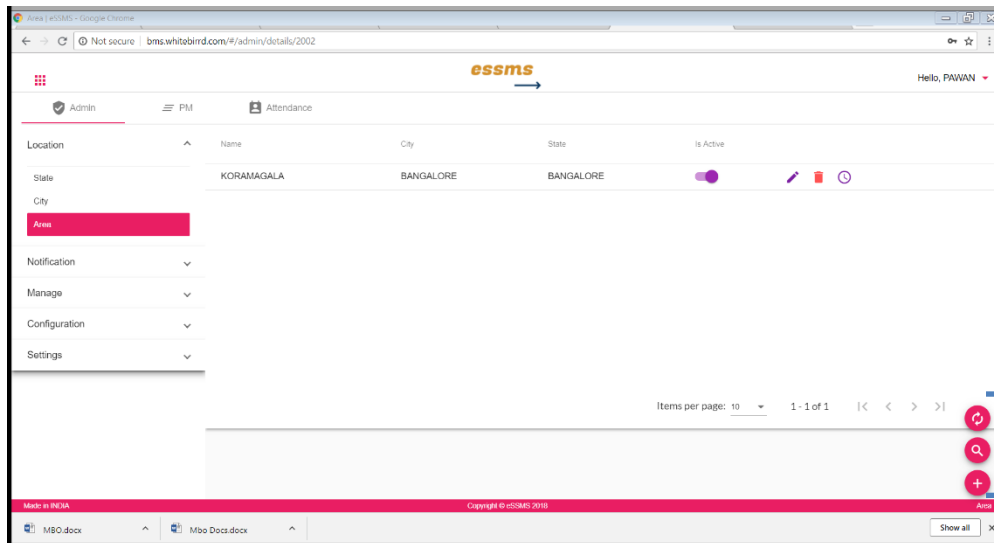 Area | eSSMS - Google Chrome
Not secure | bms.whitebirrd.com/#/admin/details/2002
essms
Hello, PAWAN
Admin
PM
Attendance
Location
State
City
Area
Notification
Manage
Configuration
Settings
Name City State Is Active
KORAMAGALA BANGALORE BANGALORE
Items per page: 10 1 - 1 of 1
Made in INDIA Copyright © eSSMS 2018 Area
MBO.docx Mbo Docs.docx Show all